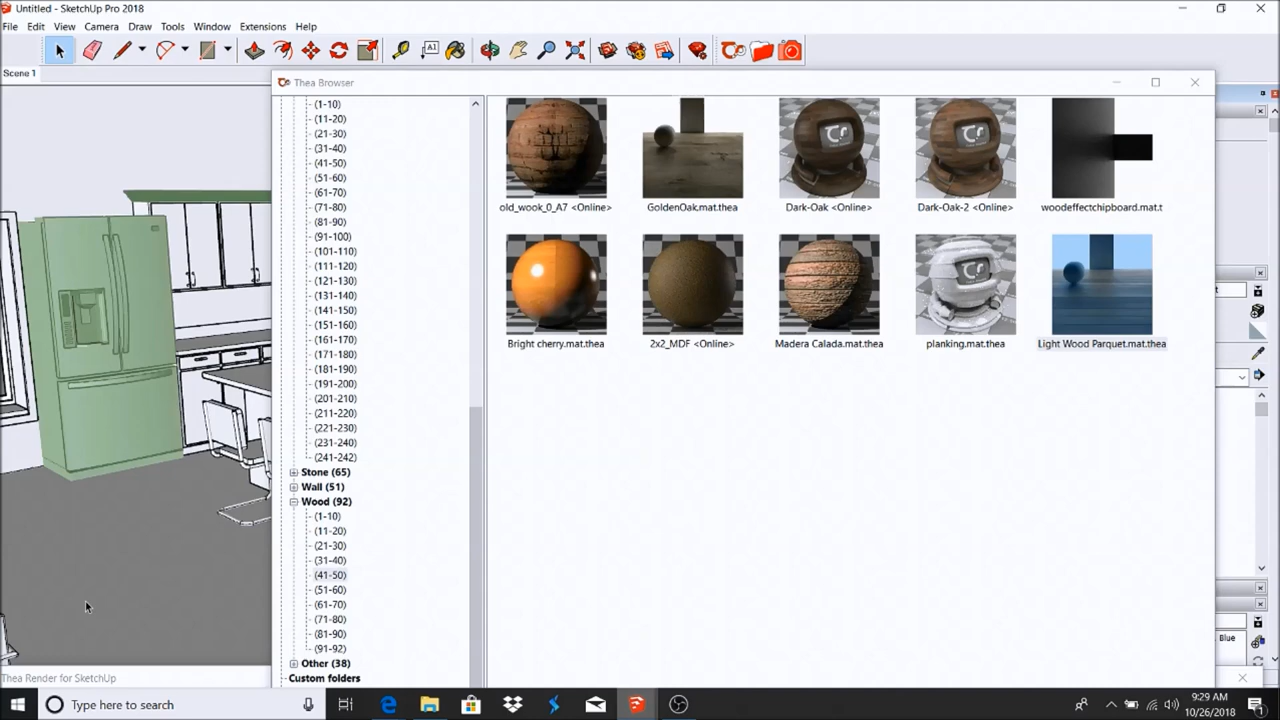 Untitled - SketchUp Pro 2018
File Edit View Camera Draw Tools Window Extensions Help
Scene 1
Thea Browser
(1-10)
(11-20)
(21-30)
(31-40)
(41-50)
(51-60)
(61-70)
(71-80)
(81-90)
(91-100)
(101-110)
(111-120)
(121-130)
(131-140)
(141-150)
(151-160)
(161-170)
(171-180)
(181-190)
(191-200)
(201-210)
(211-220)
(221-230)
(231-240)
(241-242)
Stone (65)
Wall (51)
Wood (92)
(1-10)
(11-20)
(21-30)
(31-40)
(41-50)
(51-60)
(61-70)
(71-80)
(81-90)
(91-92)
Other (38)
Custom folders
old_wook_0_A7 <Online> GoldenOak.mat.thea Dark-Oak <Online> Dark-Oak-2 <Online> woodeffectchipboard.mat.t
Bright cherry.mat.thea 2x2_MDF <Online> Madera Calada.mat.thea planking.mat.thea Light Wood Parquet.mat.thea
Blue
Thea Render for SketchUp
Type here to search
9:29 AM
10/26/2018